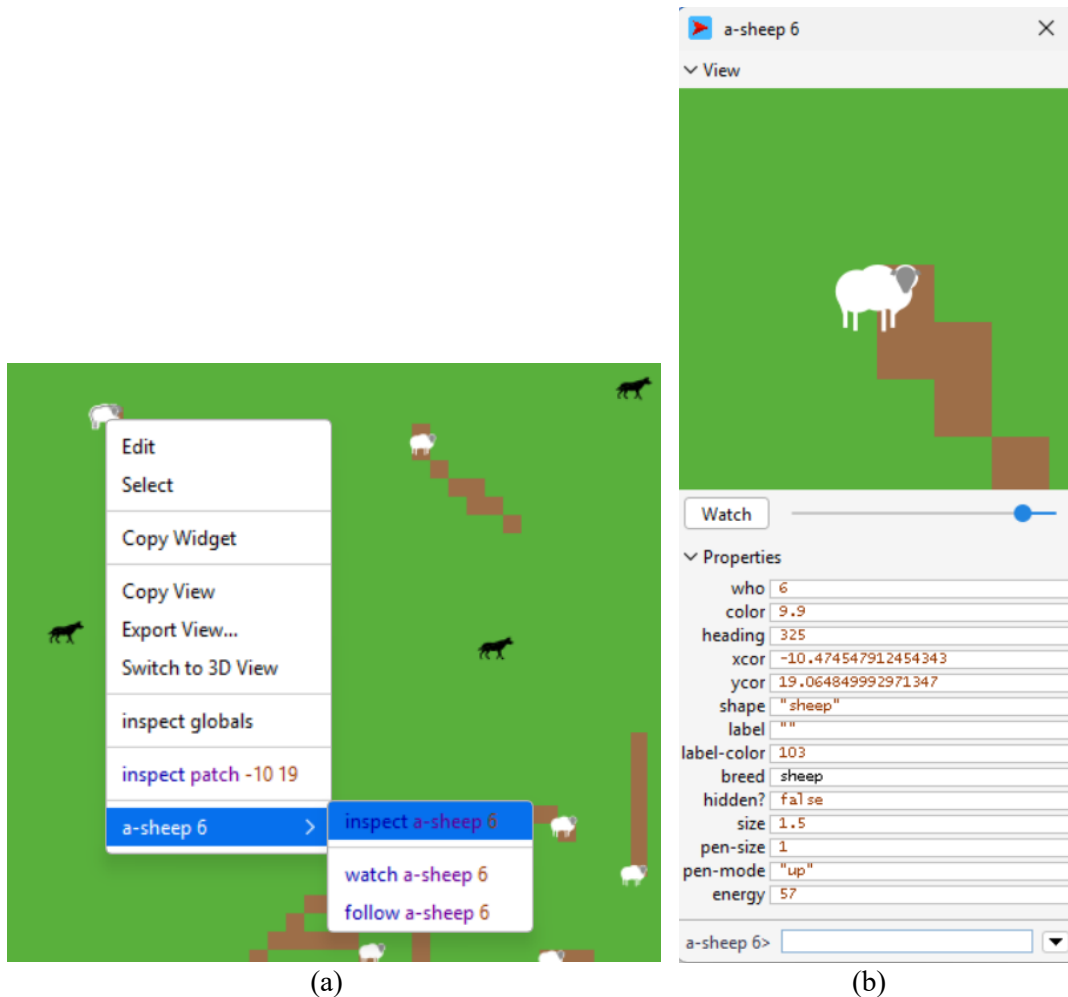 Edit
Select
Copy Widget
Copy View
Export View...
Switch to 3D View
inspect globals
inspect patch -10 19
a-sheep 6
inspect a-sheep 6
watch a-sheep 6
follow a-sheep 6
(a)
a-sheep 6
View
Watch
Properties
who 6
color 9.9
heading 325
xcor -10.474547912454343
ycor 19.064849992971347
shape "sheep"
label ""
label-color 103
breed sheep
hidden? false
size 1.5
pen-size 1
pen-mode "up"
energy 57
a-sheep 6>
(b)